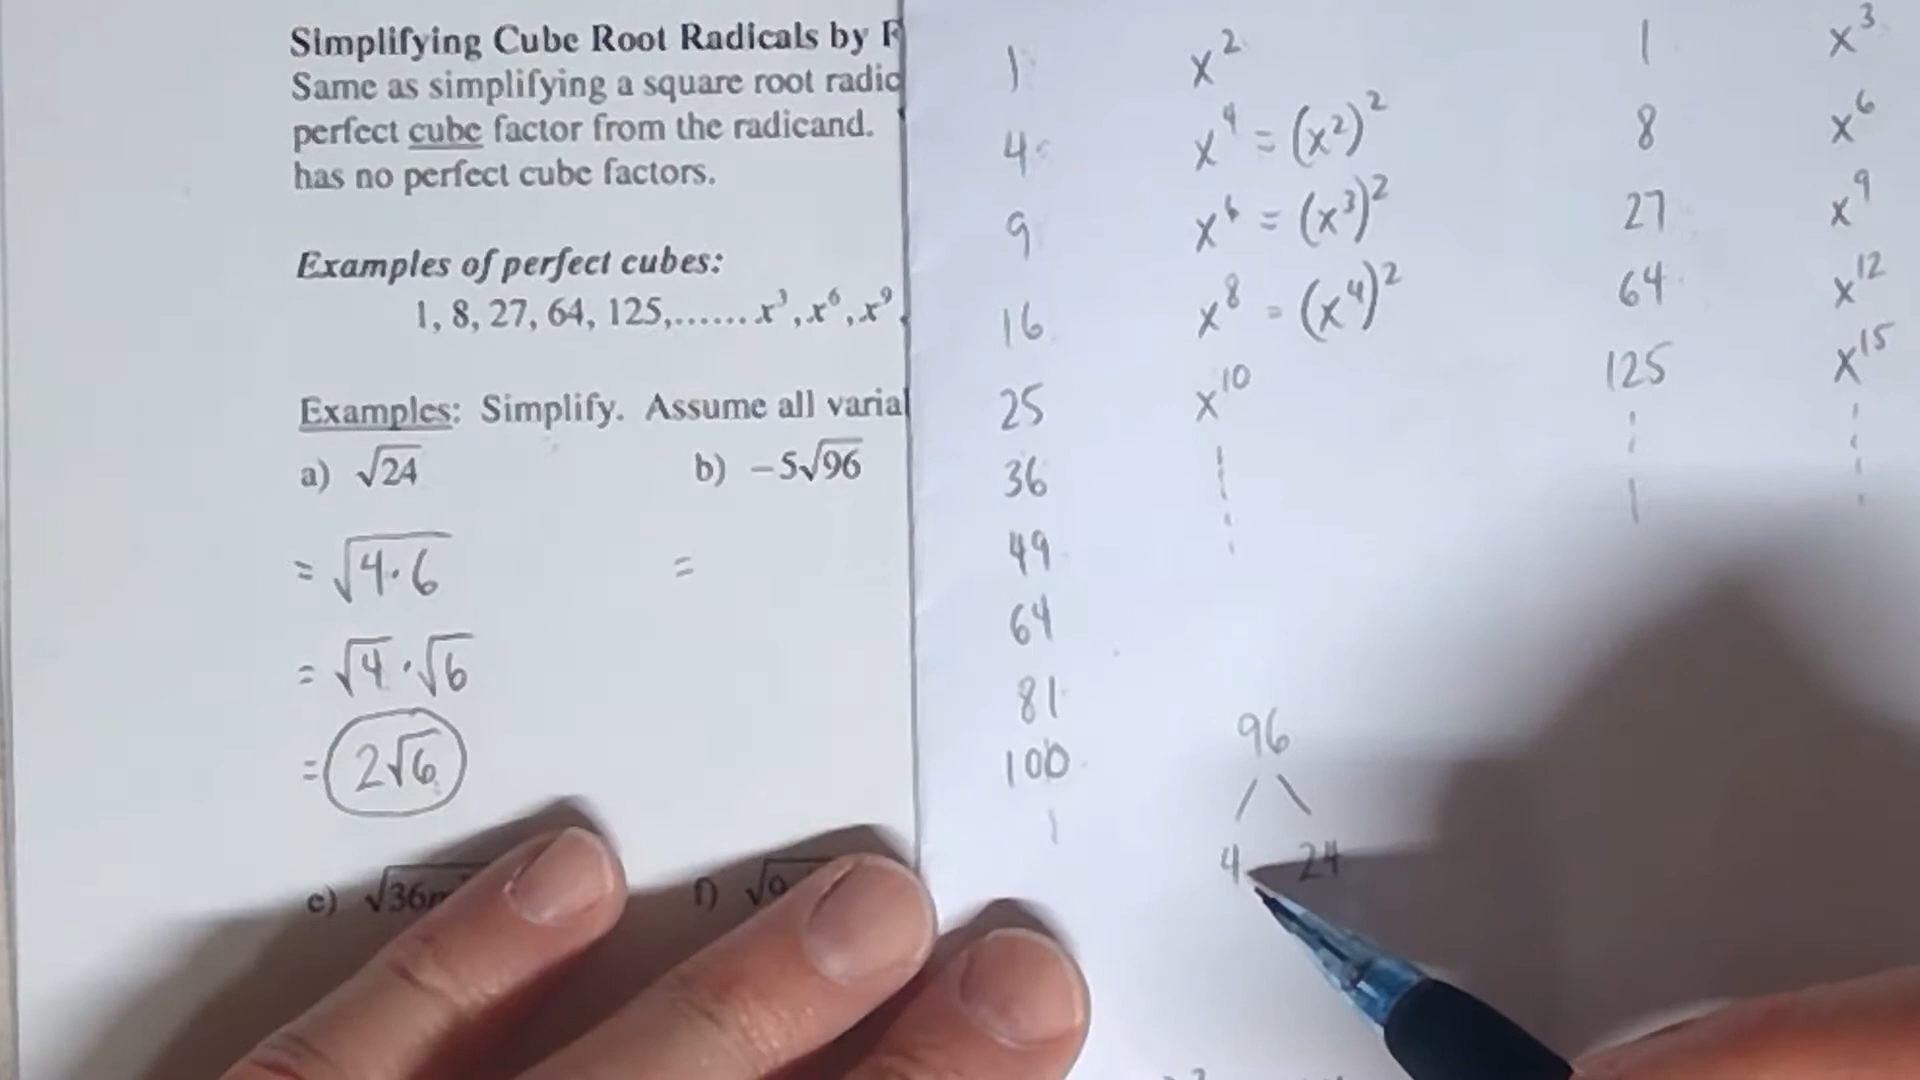 Simplifying Cube Root Radicals by
Same as simplifying a square root radic
perfect cube factor from the radicand.
has no perfect cube factors.
Examples of perfect cubes:
1, 8, 27, 64, 125,......x³, x⁶, x⁹
Examples: Simplify. Assume all varia
a) √24
= √4·6
= √4 · √6
= 2√6
b) −5√96
=
e) √36m
f) √9
1
4
9
16
25
36
49
64
81
100
x²
x⁴ = (x²)²
x⁶ = (x³)²
x⁸ = (x⁴)²
x¹⁰
1
8
27
64
125
x³
x⁶
x⁹
x¹²
x¹⁵
96
4 24